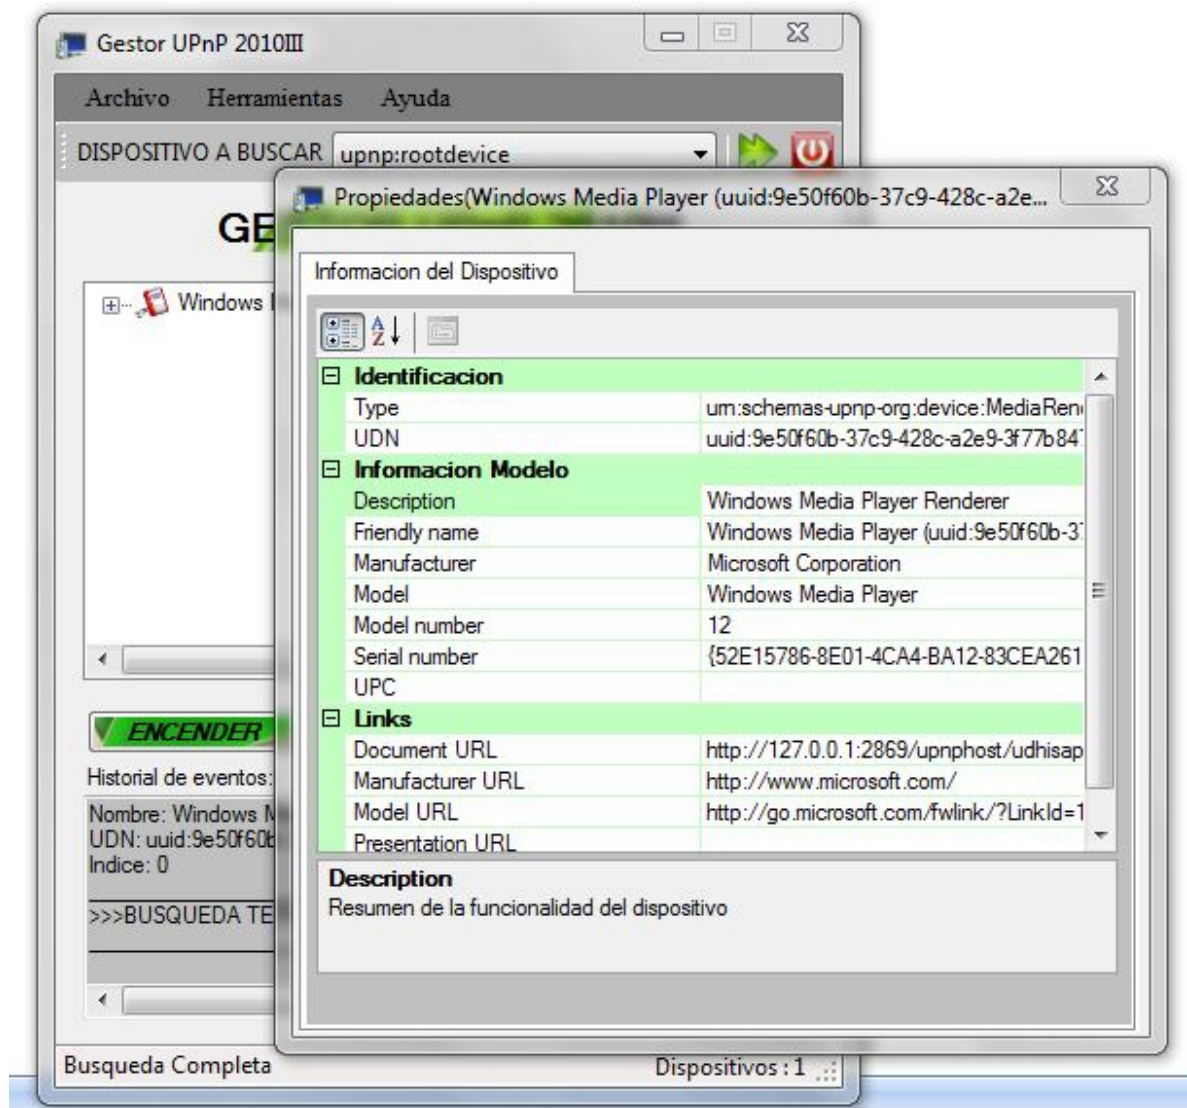 Gestor UPnP 2010III
Archivo Herramientas Ayuda
DISPOSITIVO A BUSCAR upnp:rootdevice
GE
Windows
Propiedades(Windows Media Player (uuid:9e50f60b-37c9-428c-a2e...
Informacion del Dispositivo
Identificacion
Type urn:schemas-upnp-org:device:MediaRen
UDN uuid:9e50f60b-37c9-428c-a2e9-3f77b847
Informacion Modelo
Description Windows Media Player Renderer
Friendly name Windows Media Player (uuid:9e50f60b-37
Manufacturer Microsoft Corporation
Model Windows Media Player
Model number 12
Serial number {52E15786-8E01-4CA4-BA12-83CEA261
UPC
Links
Document URL http://127.0.0.1:2869/upnphost/udhisap
Manufacturer URL http://www.microsoft.com/
Model URL http://go.microsoft.com/fwlink/?LinkId=1
Presentation URL
Description
Resumen de la funcionalidad del dispositivo
ENCENDER
Historial de eventos:
Nombre: Windows M
UDN: uuid:9e50f60b
Indice: 0
>>>BUSQUEDA TE
Busqueda Completa Dispositivos : 1